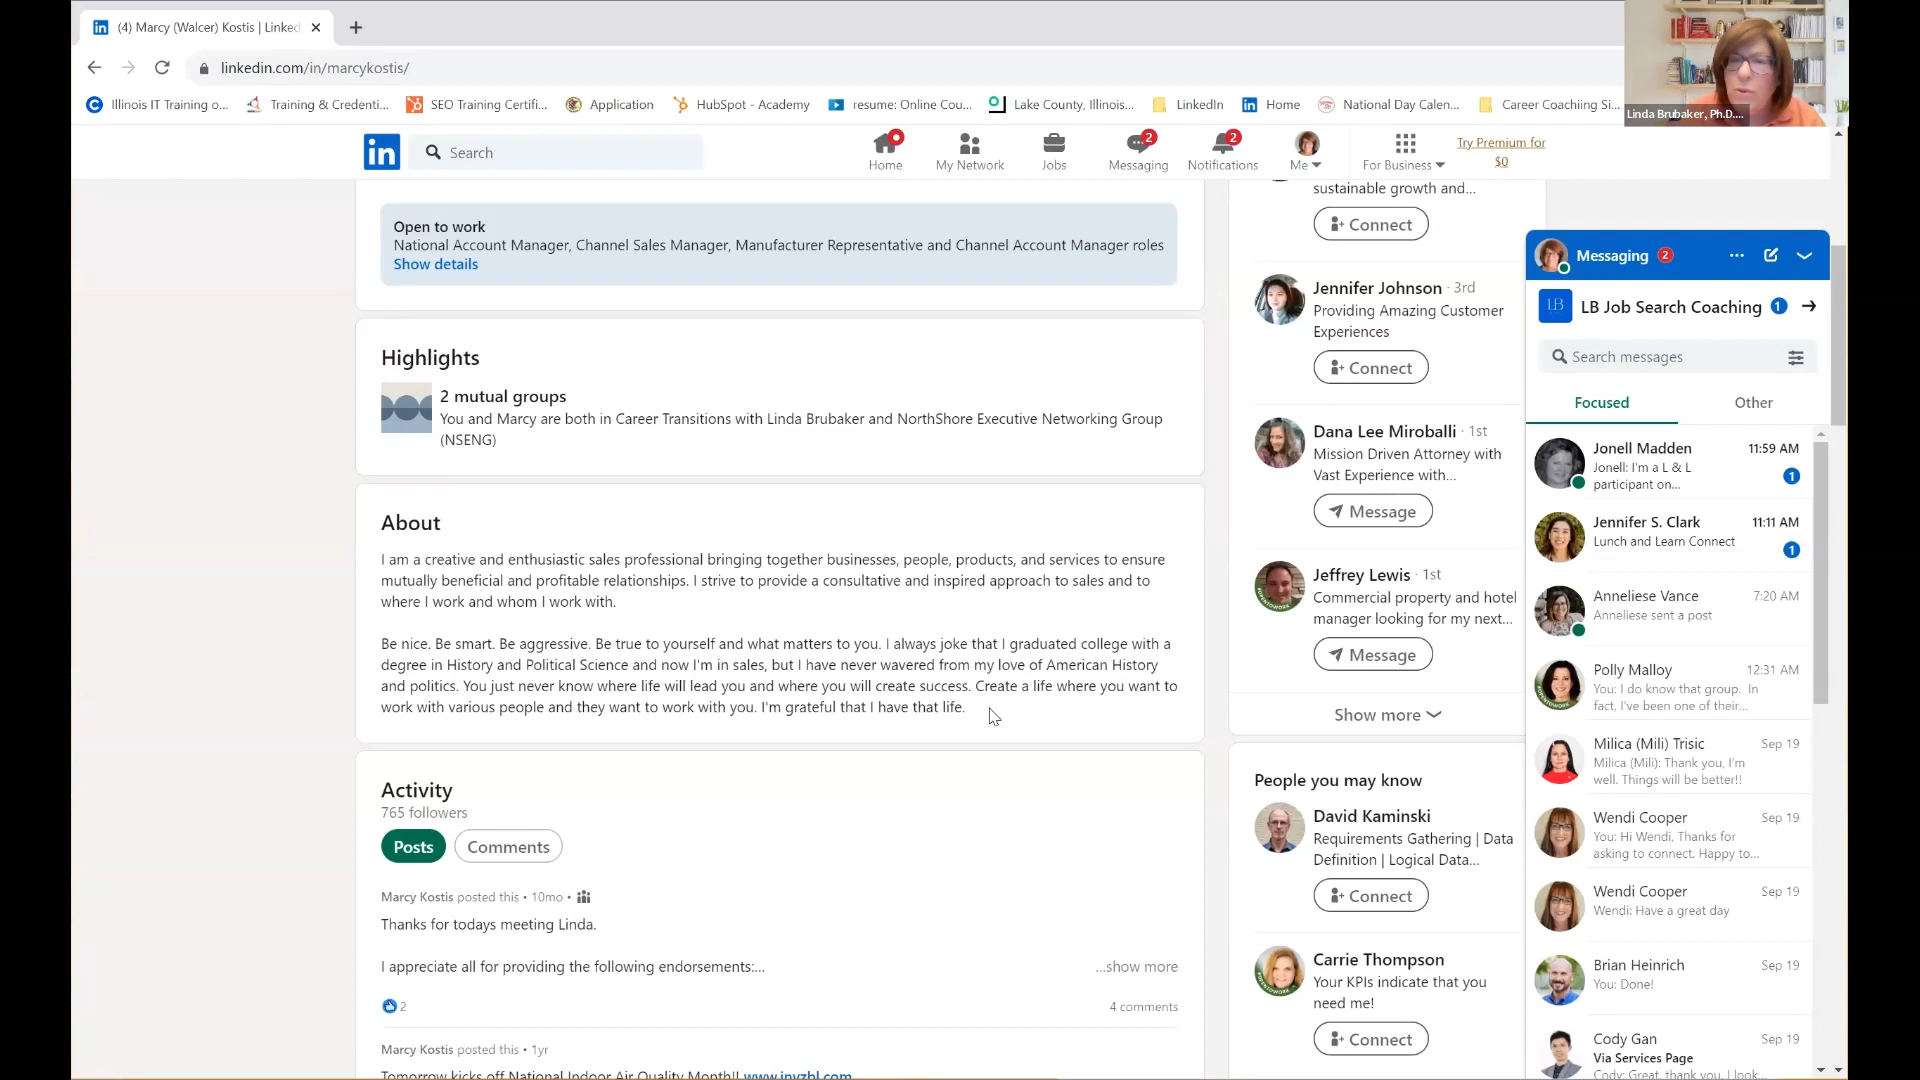 (4) Marcy (Walcer) Kostis | Linked
linkedin.com/in/marcykostis/
Illinois IT Training o...
Training & Credenti...
SEO Training Certifi...
Application
HubSpot - Academy
resume: Online Cou...
Lake County, Illinois...
LinkedIn
Home
National Day Calen...
Career Coachiing Si...
Linda Brubaker, Ph.D....
in
Search
Home
My Network
Jobs
2
Messaging
2
Notifications
Me
For Business
Try Premium for
$0
Open to work
National Account Manager, Channel Sales Manager, Manufacturer Representative and Channel Account Manager roles
Show details
Highlights
2 mutual groups
You and Marcy are both in Career Transitions with Linda Brubaker and NorthShore Executive Networking Group
(NSENG)
About
I am a creative and enthusiastic sales professional bringing together businesses, people, products, and services to ensure
mutually beneficial and profitable relationships. I strive to provide a consultative and inspired approach to sales and to
where I work and whom I work with.
Be nice. Be smart. Be aggressive. Be true to yourself and what matters to you. I always joke that I graduated college with a
degree in History and Political Science and now I'm in sales, but I have never wavered from my love of American History
and politics. You just never know where life will lead you and where you will create success. Create a life where you want to
work with various people and they want to work with you. I'm grateful that I have that life.
Activity
765 followers
Posts
Comments
Marcy Kostis posted this • 10mo •
Thanks for todays meeting Linda.
I appreciate all for providing the following endorsements:...
...show more
2
4 comments
Marcy Kostis posted this • 1yr
Tomorrow kicks off National Indoor Air Quality Month!! www.invzbl.com
sustainable growth and...
Connect
Jennifer Johnson · 3rd
Providing Amazing Customer
Experiences
Connect
Dana Lee Miroballi · 1st
Mission Driven Attorney with
Vast Experience with...
Message
Jeffrey Lewis · 1st
Commercial property and hotel
manager looking for my next...
Message
Show more
People you may know
David Kaminski
Requirements Gathering | Data
Definition | Logical Data...
Connect
Carrie Thompson
Your KPIs indicate that you
need me!
Connect
Messaging 2
LB
LB Job Search Coaching 1
Search messages
Focused
Other
Jonell Madden 11:59 AM
Jonell: I'm a L & L
participant on...
1
Jennifer S. Clark 11:11 AM
Lunch and Learn Connect
1
Anneliese Vance 7:20 AM
Anneliese sent a post
Polly Malloy 12:31 AM
You: I do know that group. In
fact, I've been one of their...
Milica (Mili) Trisic Sep 19
Milica (Mili): Thank you, I'm
well. Things will be better!!
Wendi Cooper Sep 19
You: Hi Wendi, Thanks for
asking to connect. Happy to...
Wendi Cooper Sep 19
Wendi: Have a great day
Brian Heinrich Sep 19
You: Done!
Cody Gan Sep 19
Via Services Page
Cody: Great, thank you, I look...